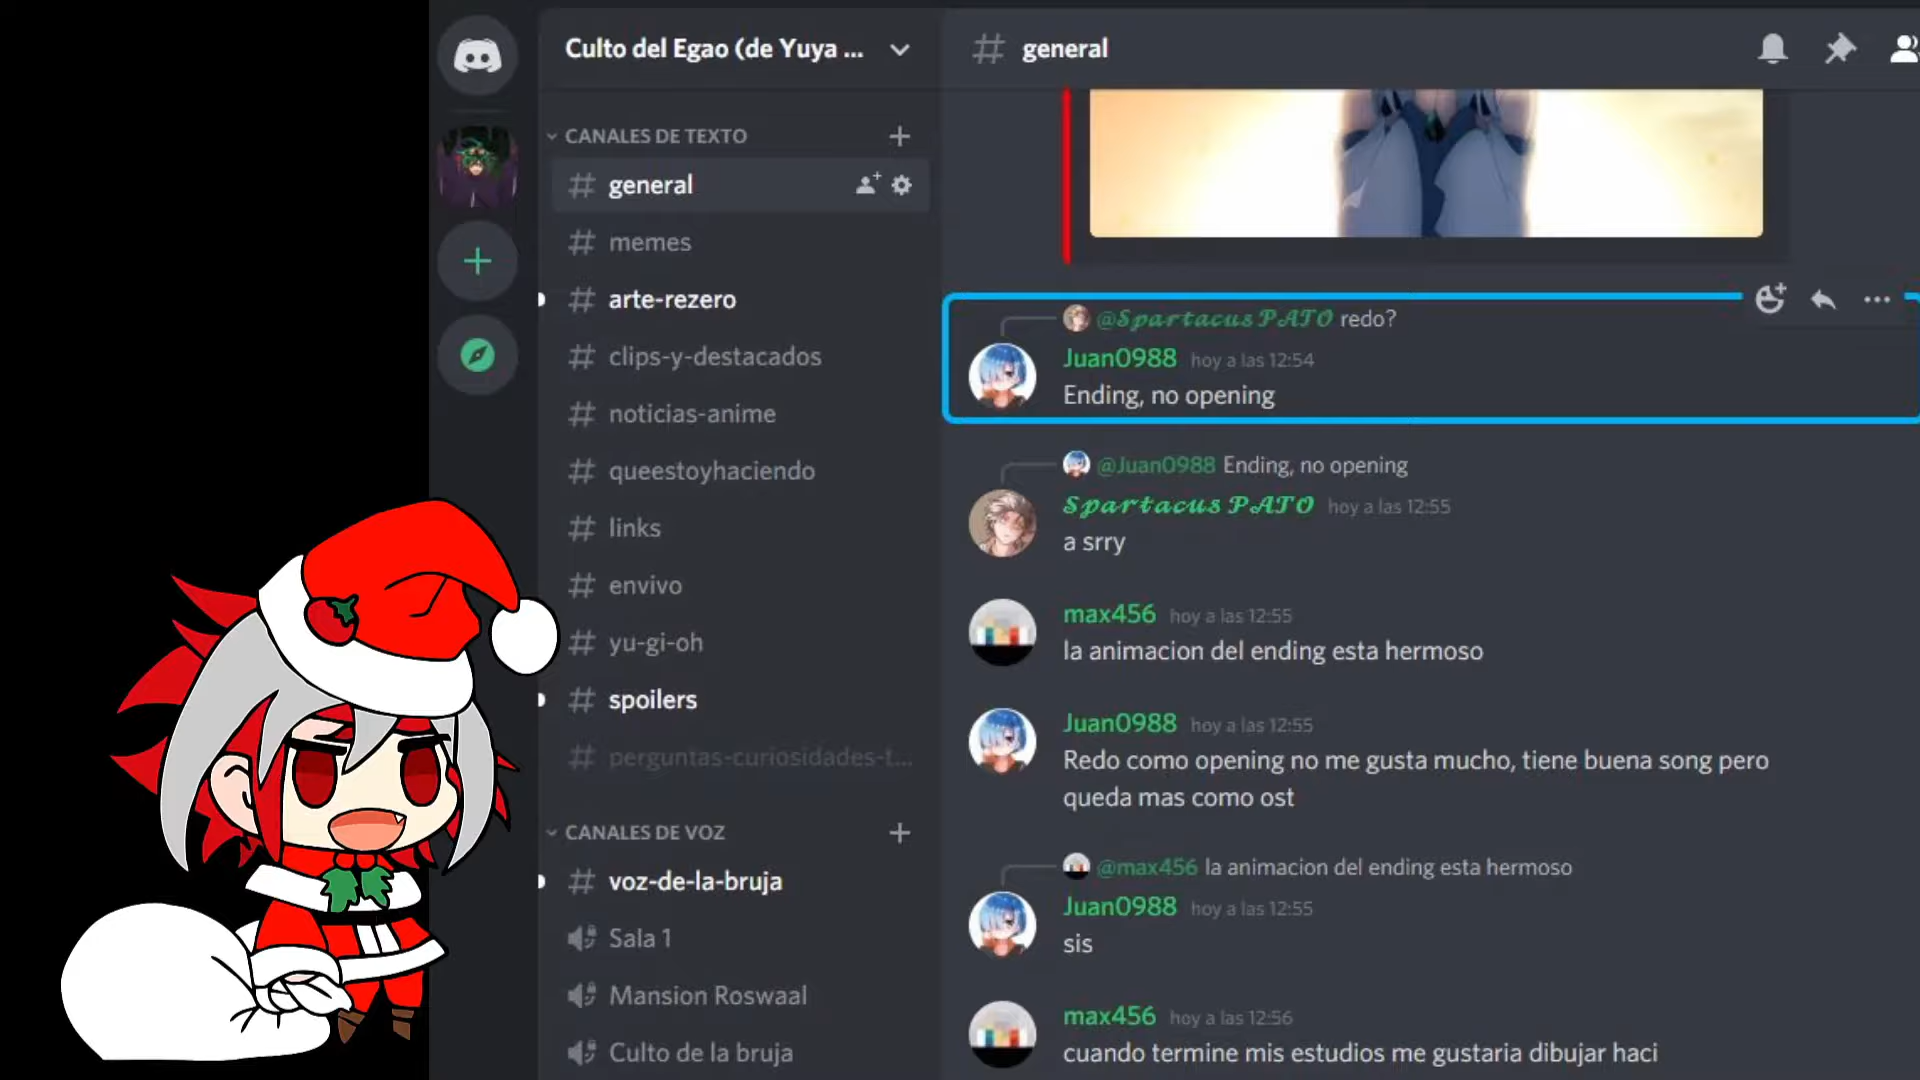 Culto del Egao (de Yuya ...
CANALES DE TEXTO
general
memes
arte-rezero
clips-y-destacados
noticias-anime
queestoyhaciendo
links
envivo
yu-gi-oh
spoilers
perguntas-curiosidades-t...
CANALES DE VOZ
voz-de-la-bruja
Sala 1
Mansion Roswaal
Culto de la bruja
general
@Spartacus PATO redo?
Juan0988 hoy a las 12:54
Ending, no opening
@Juan0988 Ending, no opening
Spartacus PATO hoy a las 12:55
a srry
max456 hoy a las 12:55
la animacion del ending esta hermoso
Juan0988 hoy a las 12:55
Redo como opening no me gusta mucho, tiene buena song pero
queda mas como ost
@max456 la animacion del ending esta hermoso
Juan0988 hoy a las 12:55
sis
max456 hoy a las 12:56
cuando termine mis estudios me gustaria dibujar haci